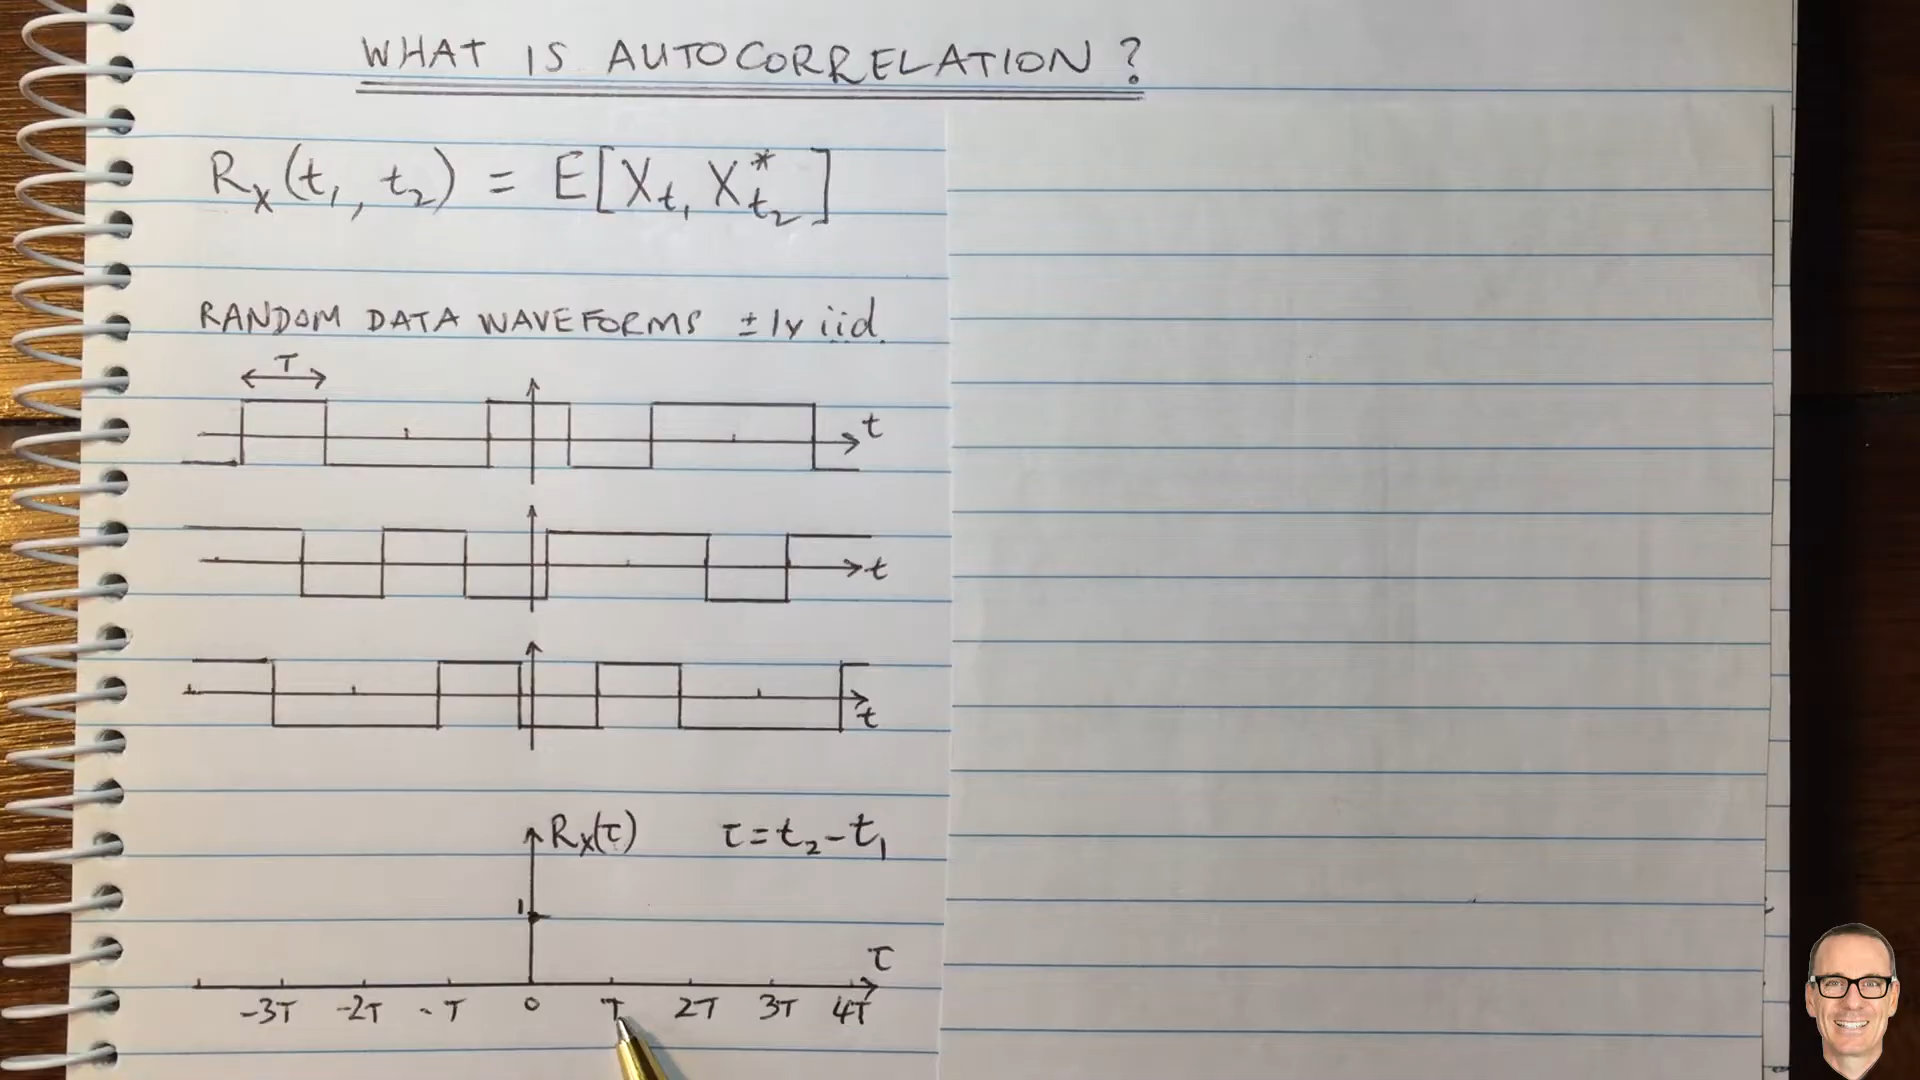 WHAT IS AUTOCORRELATION?
Rx(t₁, t₂) = E[Xt₁ X*t₂]
RANDOM DATA WAVEFORMS ±1, iid.
T
t
t
t
Rx(τ) τ=t₂-t₁
1
τ
-3T -2T -T 0 T 2T 3T 4T